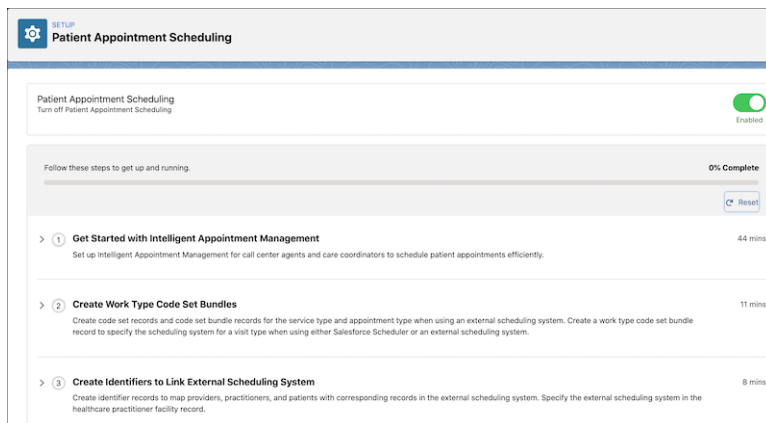 SETUP
Patient Appointment Scheduling
Patient Appointment Scheduling
Turn off Patient Appointment Scheduling
Enabled
Follow these steps to get up and running.
0% Complete
Reset
1
Get Started with Intelligent Appointment Management
44 mins
Set up Intelligent Appointment Management for call center agents and care coordinators to schedule patient appointments efficiently.
2
Create Work Type Code Set Bundles
11 mins
Create code set records and code set bundle records for the service type and appointment type when using an external scheduling system. Create a work type code set bundle
record to specify the scheduling system for a visit type when using either Salesforce Scheduler or an external scheduling system.
3
Create Identifiers to Link External Scheduling System
8 mins
Create identifier records to map providers, practitioners, and patients with corresponding records in the external scheduling system. Specify the external scheduling system in the
healthcare practitioner facility record.